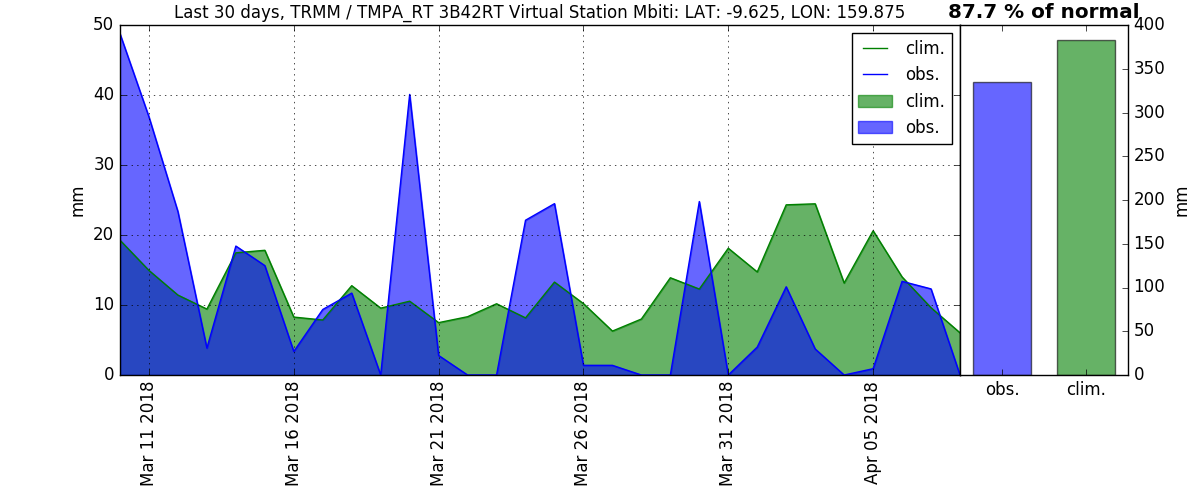 Last 30 days, TRMM / TMPA_RT 3B42RT Virtual Station Mbiti: LAT: -9.625, LON: 159.875
87.7 % of normal
50
40
30
20
10
0
mm
clim.
obs.
clim.
obs.
Mar 11 2018
Mar 16 2018
Mar 21 2018
Mar 26 2018
Mar 31 2018
Apr 05 2018
400
350
300
250
200
150
100
50
0
mm
obs.
clim.